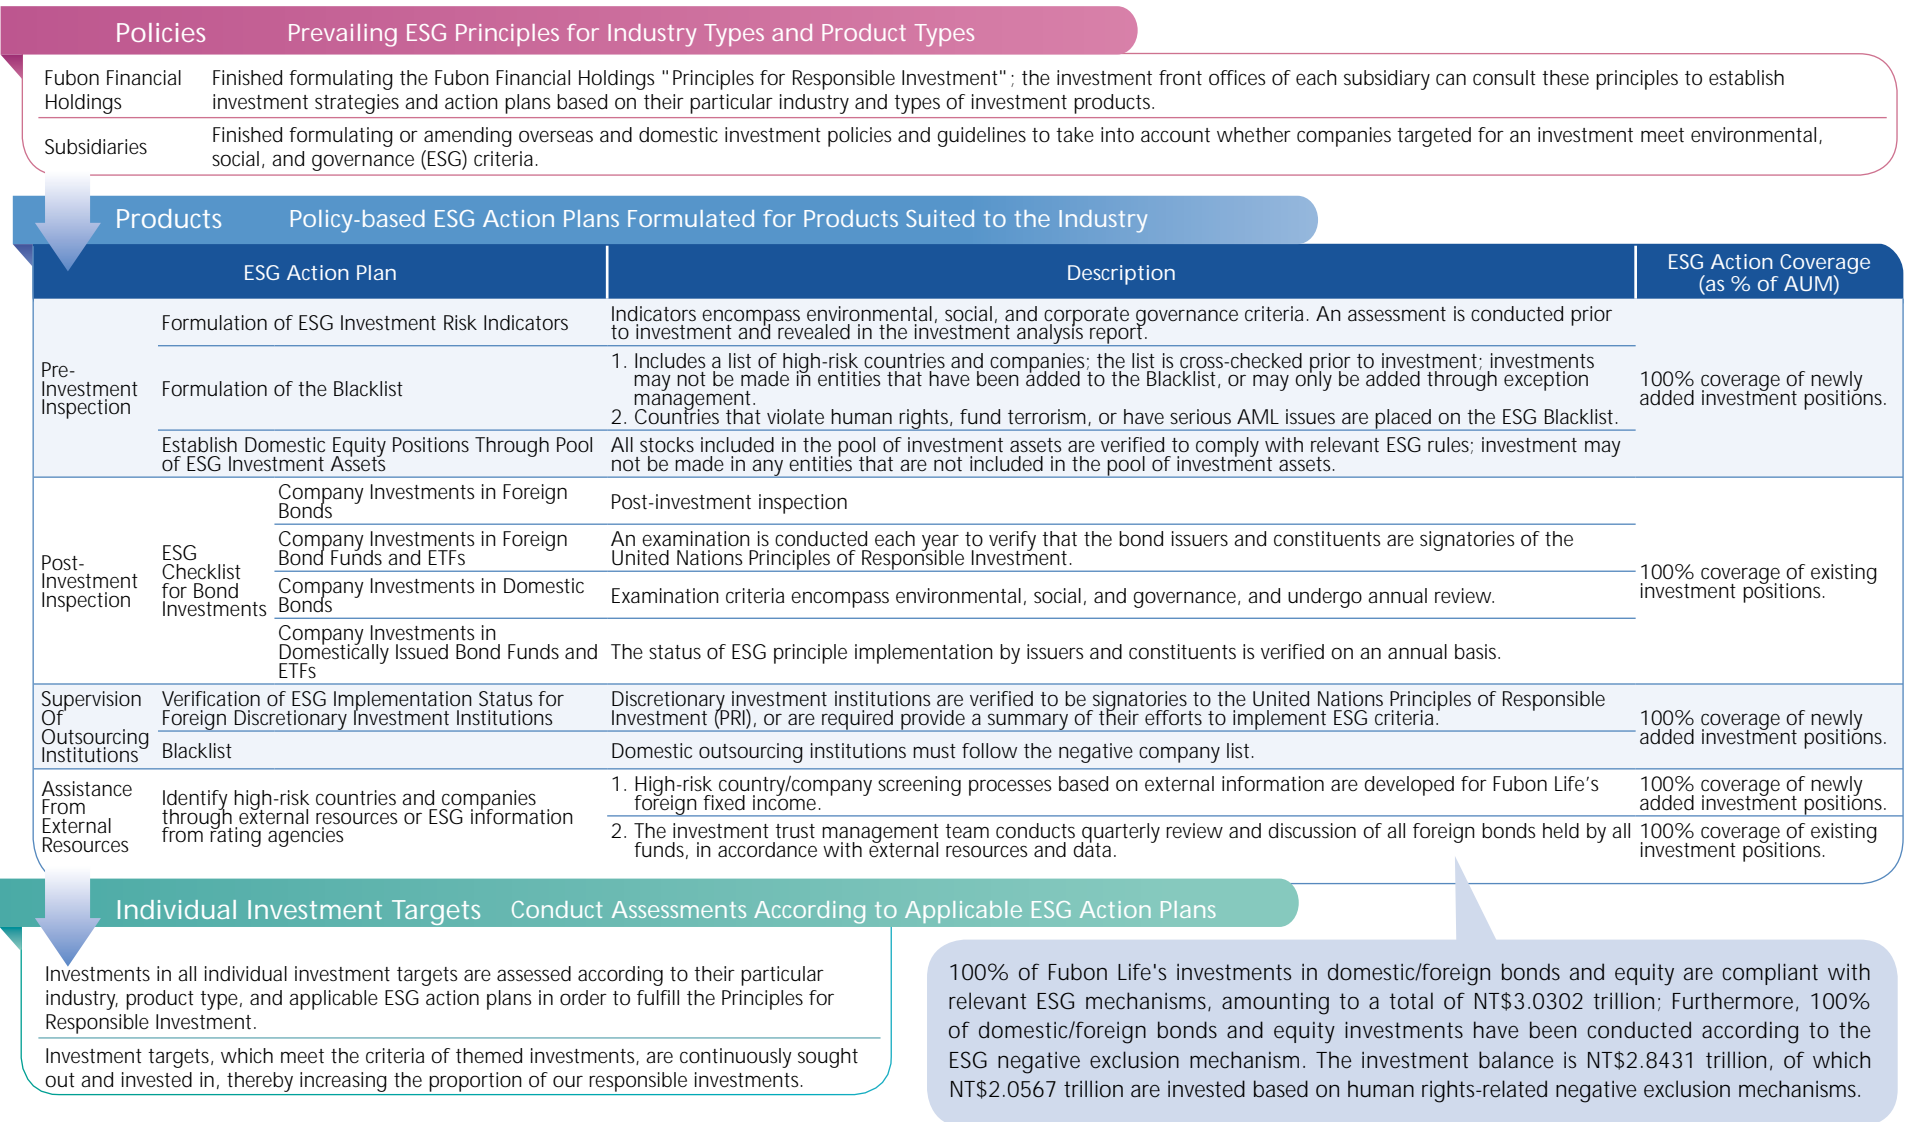 Policies Prevailing ESG Principles for Industry Types and Product Types
Fubon Financial
Holdings
Finished formulating the Fubon Financial Holdings "Principles for Responsible Investment"; the investment front offices of each subsidiary can consult these principles to establish
investment strategies and action plans based on their particular industry and types of investment products.
Subsidiaries
Finished formulating or amending overseas and domestic investment policies and guidelines to take into account whether companies targeted for an investment meet environmental,
social, and governance (ESG) criteria.
Products Policy-based ESG Action Plans Formulated for Products Suited to the Industry
ESG Action Plan
Description
ESG Action Coverage
(as % of AUM)
Pre-
Investment
Inspection
Formulation of ESG Investment Risk Indicators
Indicators encompass environmental, social, and corporate governance criteria. An assessment is conducted prior
to investment and revealed in the investment analysis report.
Formulation of the Blacklist
1. Includes a list of high-risk countries and companies; the list is cross-checked prior to investment; investments
may not be made in entities that have been added to the Blacklist, or may only be added through exception
management.
2. Countries that violate human rights, fund terrorism, or have serious AML issues are placed on the ESG Blacklist.
Establish Domestic Equity Positions Through Pool
of ESG Investment Assets
All stocks included in the pool of investment assets are verified to comply with relevant ESG rules; investment may
not be made in any entities that are not included in the pool of investment assets.
100% coverage of newly
added investment positions.
Post-
Investment
Inspection
ESG
Checklist
for Bond
Investments
Company Investments in Foreign
Bonds
Post-investment inspection
Company Investments in Foreign
Bond Funds and ETFs
An examination is conducted each year to verify that the bond issuers and constituents are signatories of the
United Nations Principles of Responsible Investment.
Company Investments in Domestic
Bonds
Examination criteria encompass environmental, social, and governance, and undergo annual review.
Company Investments in
Domestically Issued Bond Funds and
ETFs
The status of ESG principle implementation by issuers and constituents is verified on an annual basis.
100% coverage of existing
investment positions.
Supervision
Of
Outsourcing
Institutions
Verification of ESG Implementation Status for
Foreign Discretionary Investment Institutions
Discretionary investment institutions are verified to be signatories to the United Nations Principles of Responsible
Investment (PRI), or are required provide a summary of their efforts to implement ESG criteria.
Blacklist
Domestic outsourcing institutions must follow the negative company list.
100% coverage of newly
added investment positions.
Assistance
From
External
Resources
Identify high-risk countries and companies
through external resources or ESG information
from rating agencies
1. High-risk country/company screening processes based on external information are developed for Fubon Life's
foreign fixed income.
100% coverage of newly
added investment positions.
2. The investment trust management team conducts quarterly review and discussion of all foreign bonds held by all
funds, in accordance with external resources and data.
100% coverage of existing
investment positions.
Individual Investment Targets Conduct Assessments According to Applicable ESG Action Plans
Investments in all individual investment targets are assessed according to their particular
industry, product type, and applicable ESG action plans in order to fulfill the Principles for
Responsible Investment.
Investment targets, which meet the criteria of themed investments, are continuously sought
out and invested in, thereby increasing the proportion of our responsible investments.
100% of Fubon Life's investments in domestic/foreign bonds and equity are compliant with
relevant ESG mechanisms, amounting to a total of NT$3.0302 trillion; Furthermore, 100%
of domestic/foreign bonds and equity investments have been conducted according to the
ESG negative exclusion mechanism. The investment balance is NT$2.8431 trillion, of which
NT$2.0567 trillion are invested based on human rights-related negative exclusion mechanisms.